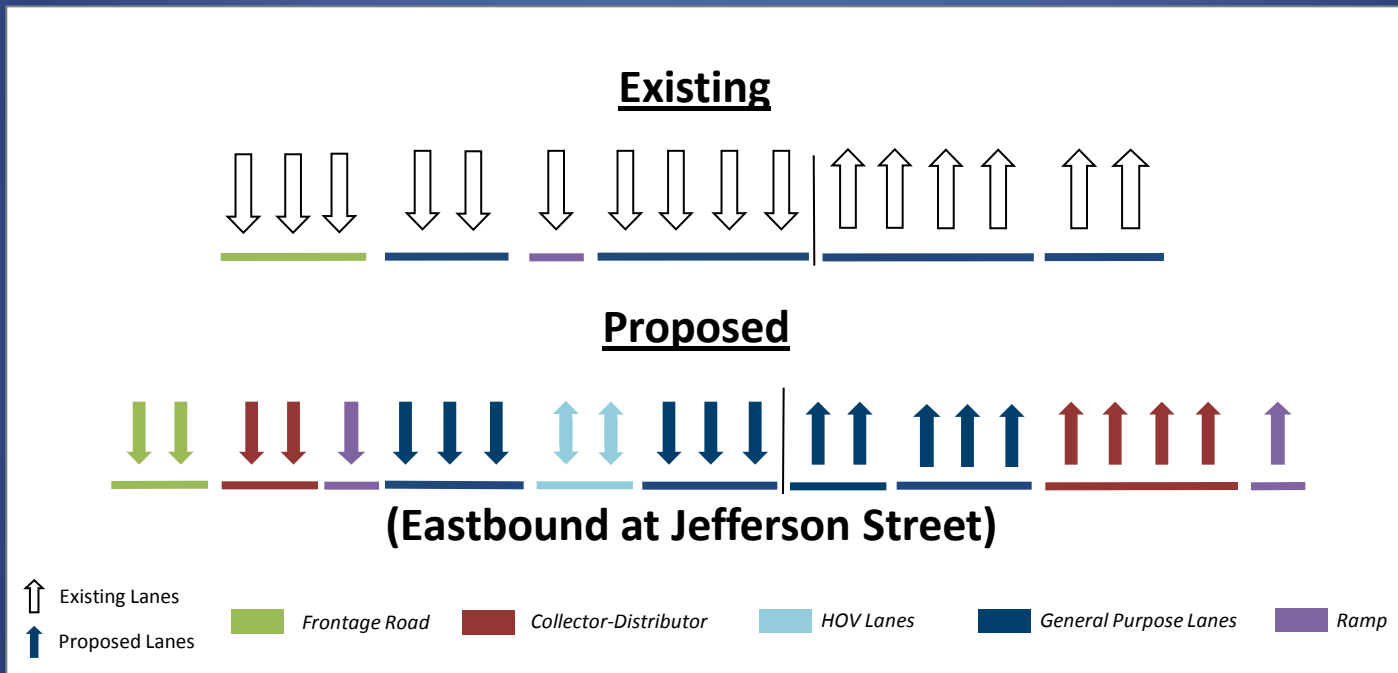 Existing
Proposed
(Eastbound at Jefferson Street)
Existing Lanes
Proposed Lanes
Frontage Road
Collector-Distributor
HOV Lanes
General Purpose Lanes
Ramp